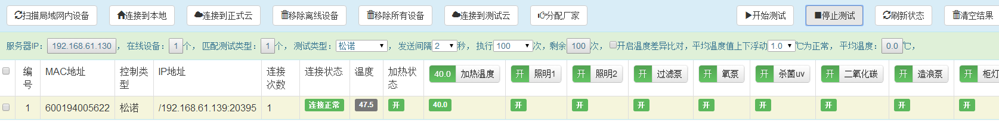 扫描局域网内设备 连接到本地 连接到正式云 移除离线设备 移除所有设备 连接到测试云 分配厂家 开始测试 停止测试 刷新状态 清空结果
服务器IP: 192.168.61.130 , 在线设备: 1 个, 匹配测试类型: 1 个, 测试类型: 松诺 , 发送间隔 2 秒, 执行 100 次, 剩余 100 次, 开启温度差异比对, 平均温度值上下浮动 1.0 ℃为正常, 平均温度: 0.0 ℃,
编号 MAC地址 控制类型 IP地址 连接次数 连接状态 温度 加热状态 40.0 加热温度 开 照明1 开 照明2 开 过滤泵 开 氧泵 开 杀菌uv 开 二氧化碳 开 造浪泵 开 柜灯
1 600194005622 松诺 /192.168.61.139:20395 1 连接正常 47.5 开 40.0 开 开 开 开 开 开 开 开